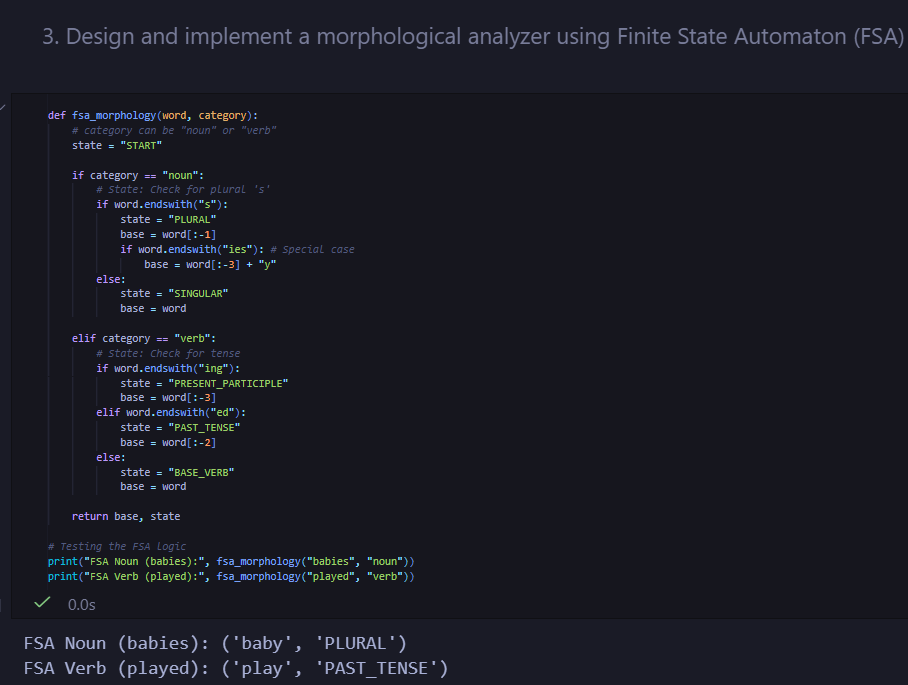 3. Design and implement a morphological analyzer using Finite State Automaton (FSA)
def fsa_morphology(word, category):
    # category can be "noun" or "verb"
    state = "START"
    if category == "noun":
        # State: Check for plural 's'
        if word.endswith("s"):
            state = "PLURAL"
            base = word[:-1]
            if word.endswith("ies"): # Special case
                base = word[:-3] + "y"
        else:
            state = "SINGULAR"
            base = word
    elif category == "verb":
        # State: Check for tense
        if word.endswith("ing"):
            state = "PRESENT_PARTICIPLE"
            base = word[:-3]
        elif word.endswith("ed"):
            state = "PAST_TENSE"
            base = word[:-2]
        else:
            state = "BASE_VERB"
            base = word
    return base, state
# Testing the FSA logic
print("FSA Noun (babies):", fsa_morphology("babies", "noun"))
print("FSA Verb (played):", fsa_morphology("played", "verb"))
0.0s
FSA Noun (babies): ('baby', 'PLURAL')
FSA Verb (played): ('play', 'PAST_TENSE')